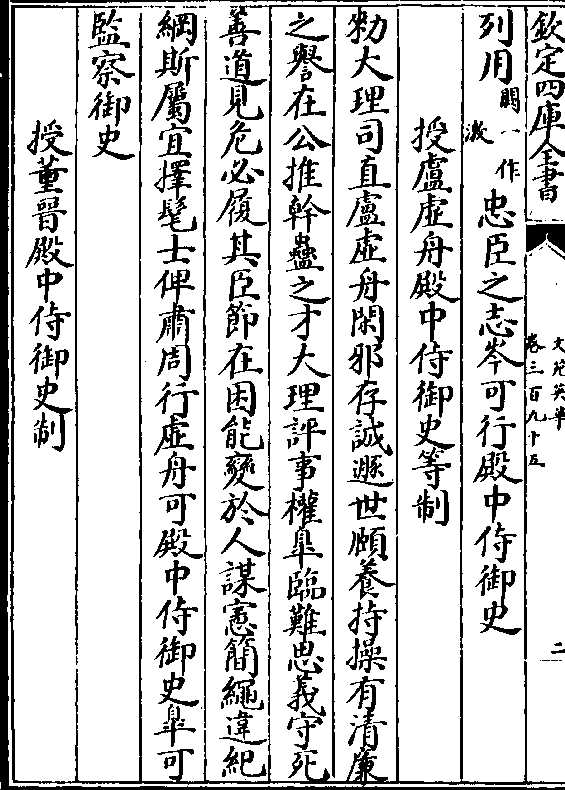 欽定四庫全書
文苑英華
卷三百九十五
二
列用闕一作激忠臣之志岑可行殿中侍御史
授盧虛舟殿中侍御史等制
勑大理司直盧虛舟閑邪存誠遯世頤養持操有清廉
之譽在公推幹蠱之才大理評事權臯臨難思義守死
善道見危必履其臣節在困能變於人謀憲簡繩違紀
綱斯屬宜擇髦士俾肅周行虛舟可殿中侍御史臯可
監察御史
授董晉殿中侍御史制